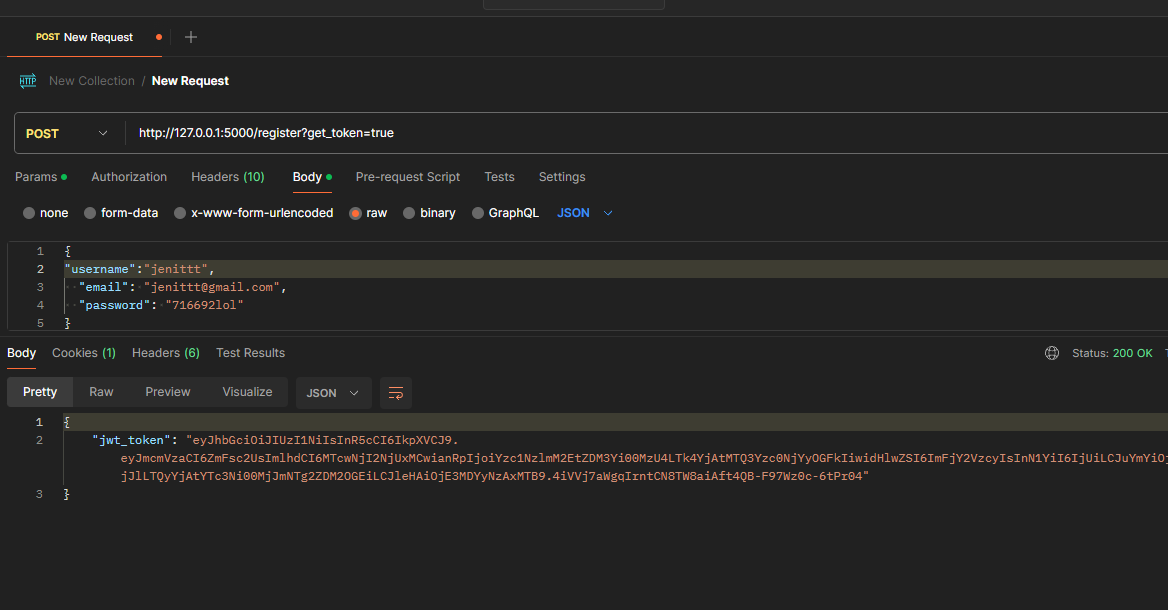 POST New Request
HTTP New Collection / New Request
POST http://127.0.0.1:5000/register?get_token=true
Params Authorization Headers (10) Body Pre-request Script Tests Settings
none form-data x-www-form-urlencoded raw binary GraphQL JSON
1 {
2 "username":"jenittt",
3 "email": "jenittt@gmail.com",
4 "password": "716692lol"
5 }
Body Cookies (1) Headers (6) Test Results Status: 200 OK
Pretty Raw Preview Visualize JSON
1 {
2 "jwt_token": "eyJhbGciOiJIUzI1NiIsInR5cCI6IkpXVCJ9.
eyJmcmVzaCI6ZmFsc2UsImlhdCI6MTcwNjI2NjUxMCwianRpIjoiYzc1NzlmM2EtZDM3Yi00MzU4LTk4YjAtMTQ3Yzc0NjYyOGFkIiwidHlwZSI6ImFjY2VzcyIsInN1YiI6IjUiLCJuYmYiOj
jJlLTQyYjAtYTc3Ni00MjJmNTg2ZDM2OGEiLCJleHAiOjE3MDYyNzAxMTB9.4iVVj7aWgqIrntCN8TW8aiAft4QB-F97Wz0c-6tPr04"
3 }